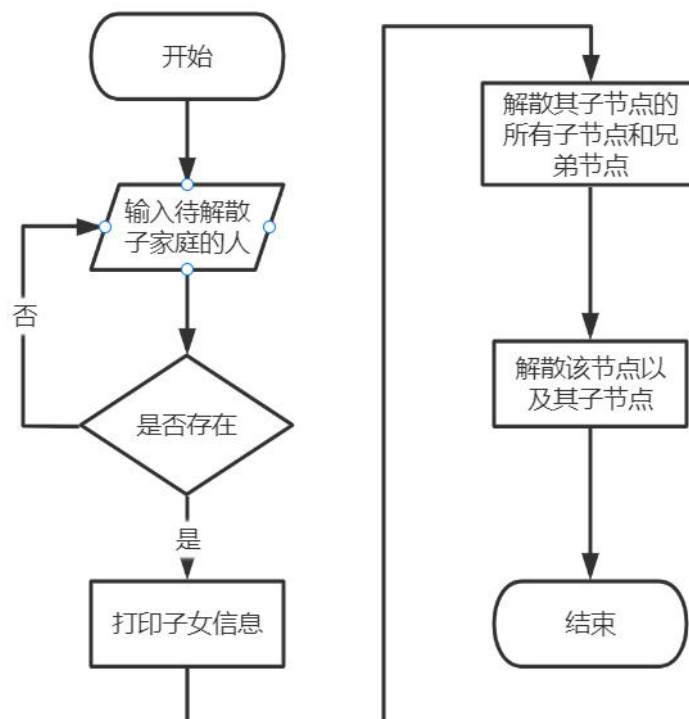 开始
输入待解散
子家庭的人
否
是否存在
是
打印子女信息
解散其子节点的
所有子节点和兄
弟节点
解散该节点以
及其子节点
结束